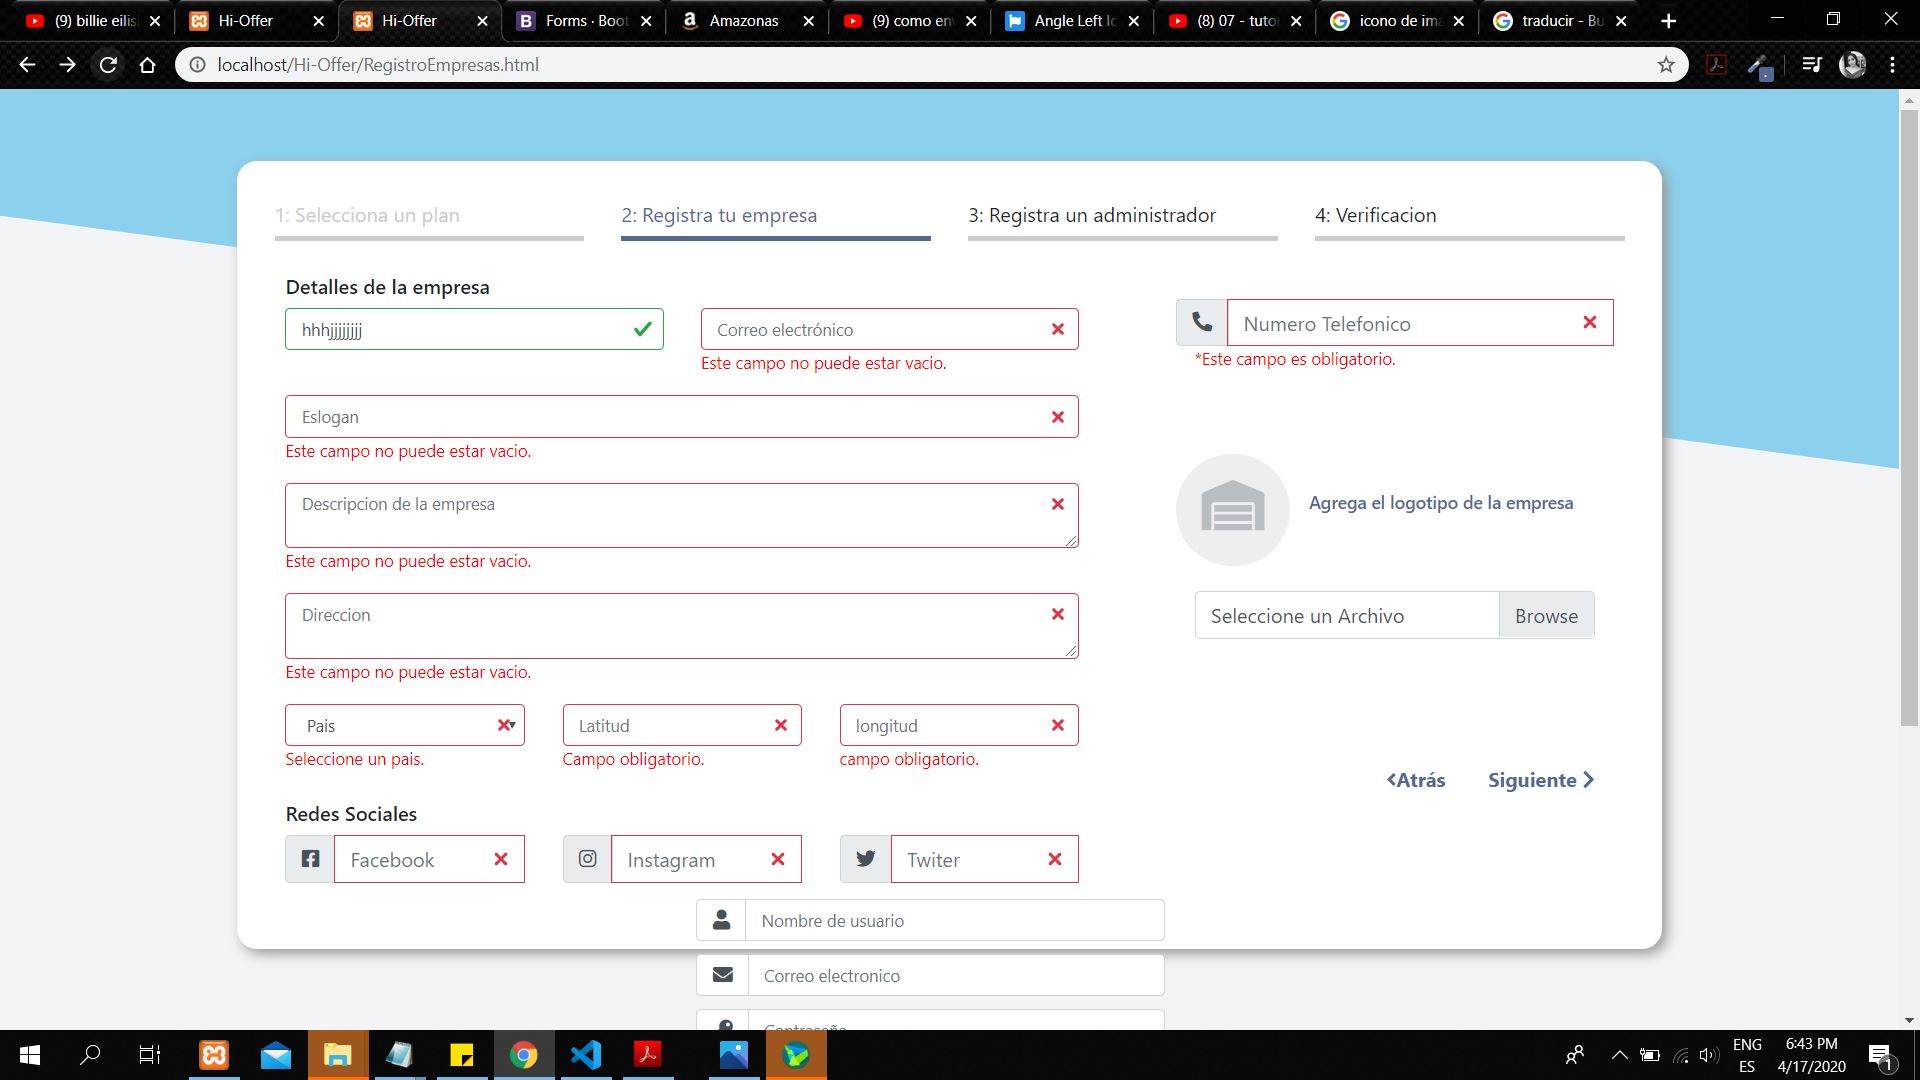 (9) billie eilis
Hi-Offer
Hi-Offer
Forms · Boot
Amazonas
(9) como en
Angle Left Ic
(8) 07 - tuto
icono de im
traducir - Bu
localhost/Hi-Offer/RegistroEmpresas.html
1: Selecciona un plan
2: Registra tu empresa
3: Registra un administrador
4: Verificacion
Detalles de la empresa
hhhjjjjjjjj
Correo electrónico
Este campo no puede estar vacio.
Numero Telefonico
*Este campo es obligatorio.
Eslogan
Este campo no puede estar vacio.
Descripcion de la empresa
Este campo no puede estar vacio.
Agrega el logotipo de la empresa
Seleccione un Archivo
Browse
Direccion
Este campo no puede estar vacio.
Pais
Seleccione un pais.
Latitud
Campo obligatorio.
longitud
campo obligatorio.
Atrás
Siguiente
Redes Sociales
Facebook
Instagram
Twiter
Nombre de usuario
Correo electronico
Contraseña
ENG
ES
6:43 PM
4/17/2020
1